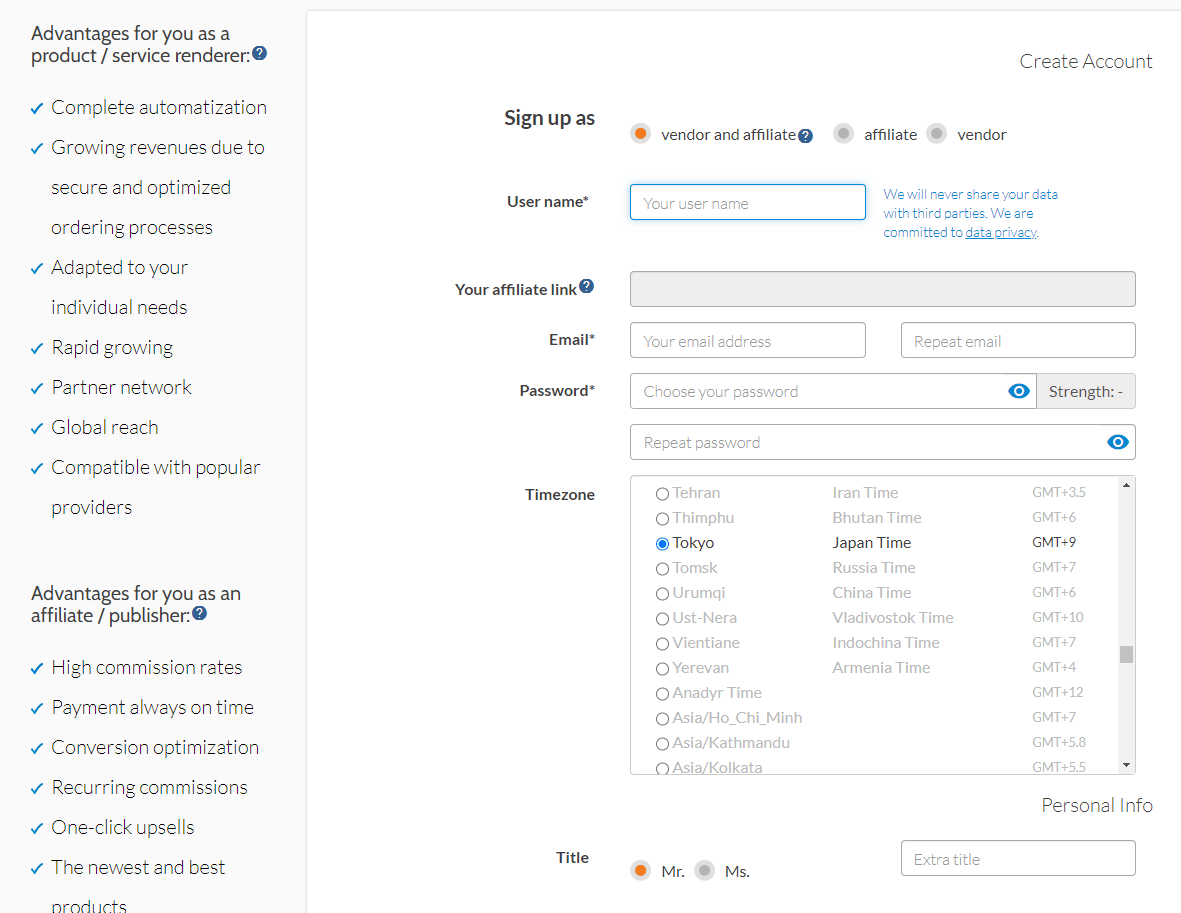 Advantages for you as a
product / service renderer:?
Complete automatization
Growing revenues due to
secure and optimized
ordering processes
Adapted to your
individual needs
Rapid growing
Partner network
Global reach
Compatible with popular
providers
Advantages for you as an
affiliate / publisher:?
High commission rates
Payment always on time
Conversion optimization
Recurring commissions
One-click upsells
The newest and best
products
Create Account
Sign up as
vendor and affiliate? affiliate vendor
User name* Your user name
We will never share your data
with third parties. We are
committed to data privacy.
Your affiliate link?
Email* Your email address Repeat email
Password* Choose your password Strength: -
Repeat password
Timezone
Tehran Iran Time GMT+3.5
Thimphu Bhutan Time GMT+6
Tokyo Japan Time GMT+9
Tomsk Russia Time GMT+7
Urumqi China Time GMT+6
Ust-Nera Vladivostok Time GMT+10
Vientiane Indochina Time GMT+7
Yerevan Armenia Time GMT+4
Anadyr Time GMT+12
Asia/Ho_Chi_Minh GMT+7
Asia/Kathmandu GMT+5.8
Asia/Kolkata GMT+5.5
Personal Info
Title Mr. Ms. Extra title